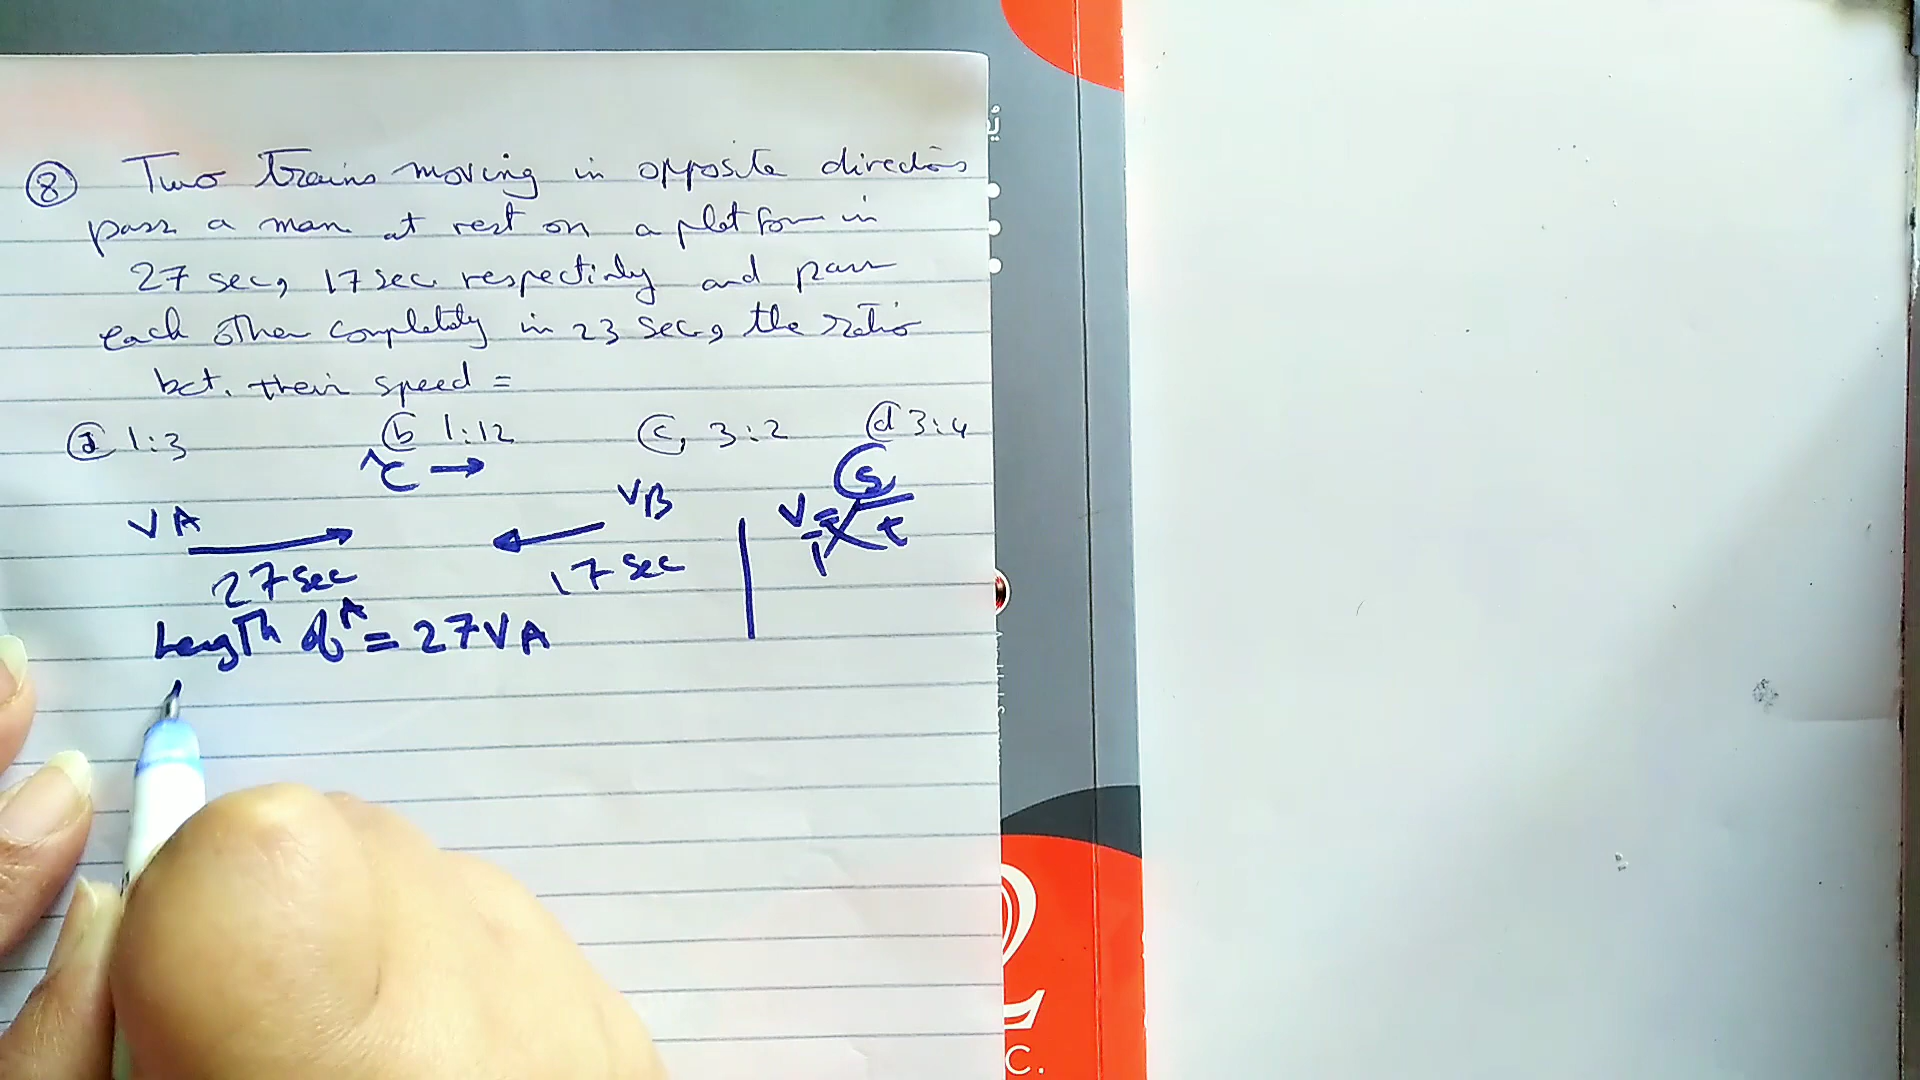 8 Two trains moving in opposite directions
pass a man at rest on a platform in
27 sec, 17 sec respectively and pass
each other completely in 23 sec, the ratio
bet. their speed =
a 1:3 b 1:12 c, 3:2 d 3:4
VA VB
27 sec 17 sec
V = S / t
Length of A = 27 VA
2
C.